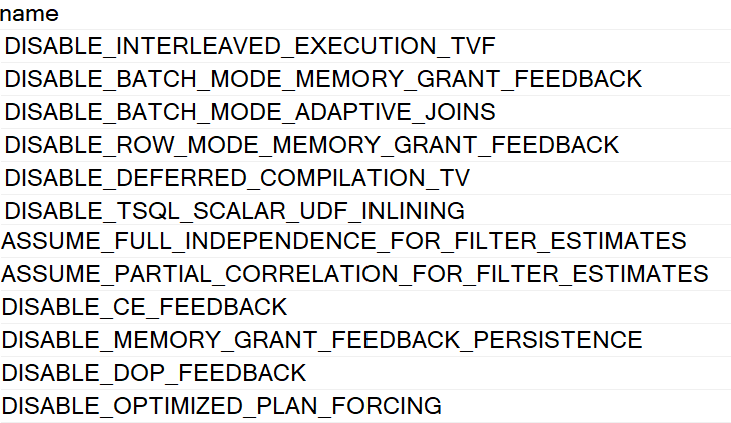 name
DISABLE_INTERLEAVED_EXECUTION_TVF
DISABLE_BATCH_MODE_MEMORY_GRANT_FEEDBACK
DISABLE_BATCH_MODE_ADAPTIVE_JOINS
DISABLE_ROW_MODE_MEMORY_GRANT_FEEDBACK
DISABLE_DEFERRED_COMPILATION_TV
DISABLE_TSQL_SCALAR_UDF_INLINING
ASSUME_FULL_INDEPENDENCE_FOR_FILTER_ESTIMATES
ASSUME_PARTIAL_CORRELATION_FOR_FILTER_ESTIMATES
DISABLE_CE_FEEDBACK
DISABLE_MEMORY_GRANT_FEEDBACK_PERSISTENCE
DISABLE_DOP_FEEDBACK
DISABLE_OPTIMIZED_PLAN_FORCING